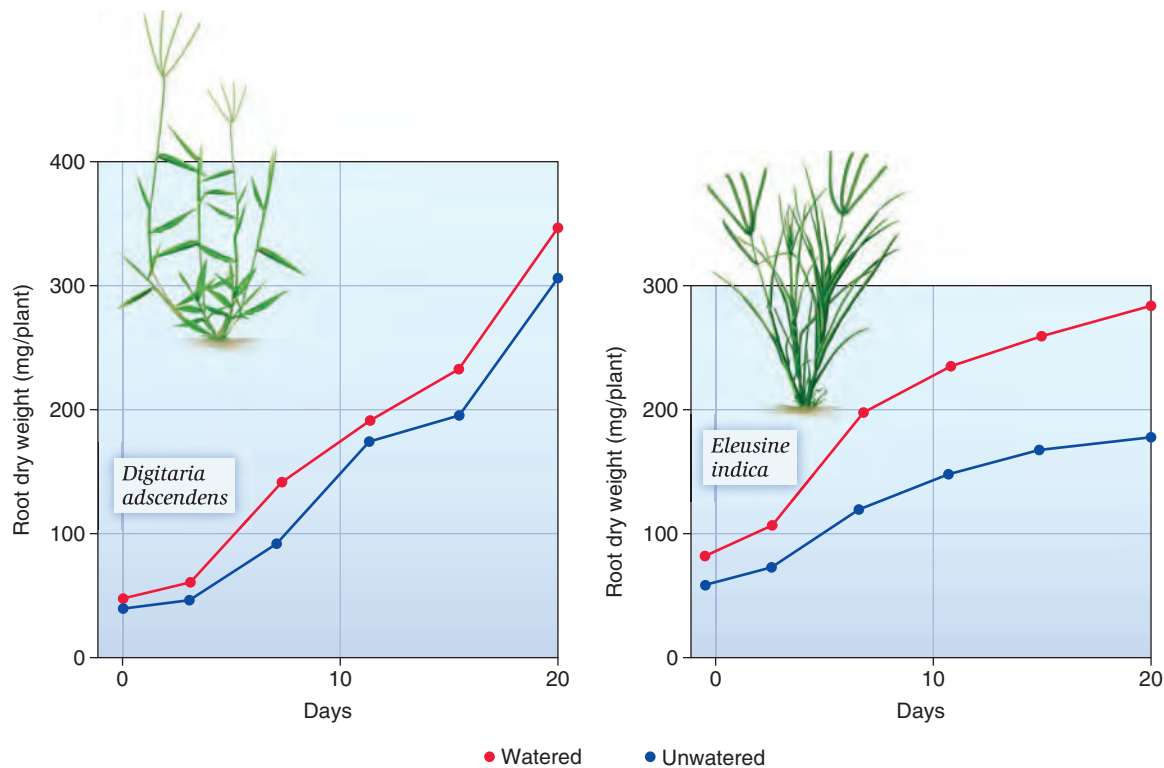 400
300
200
100
0
Root dry weight (mg/plant)
Digitaria
adscendens
0 10 20
Days
300
200
100
0
Root dry weight (mg/plant)
Eleusine
indica
0 10 20
Days
Watered
Unwatered